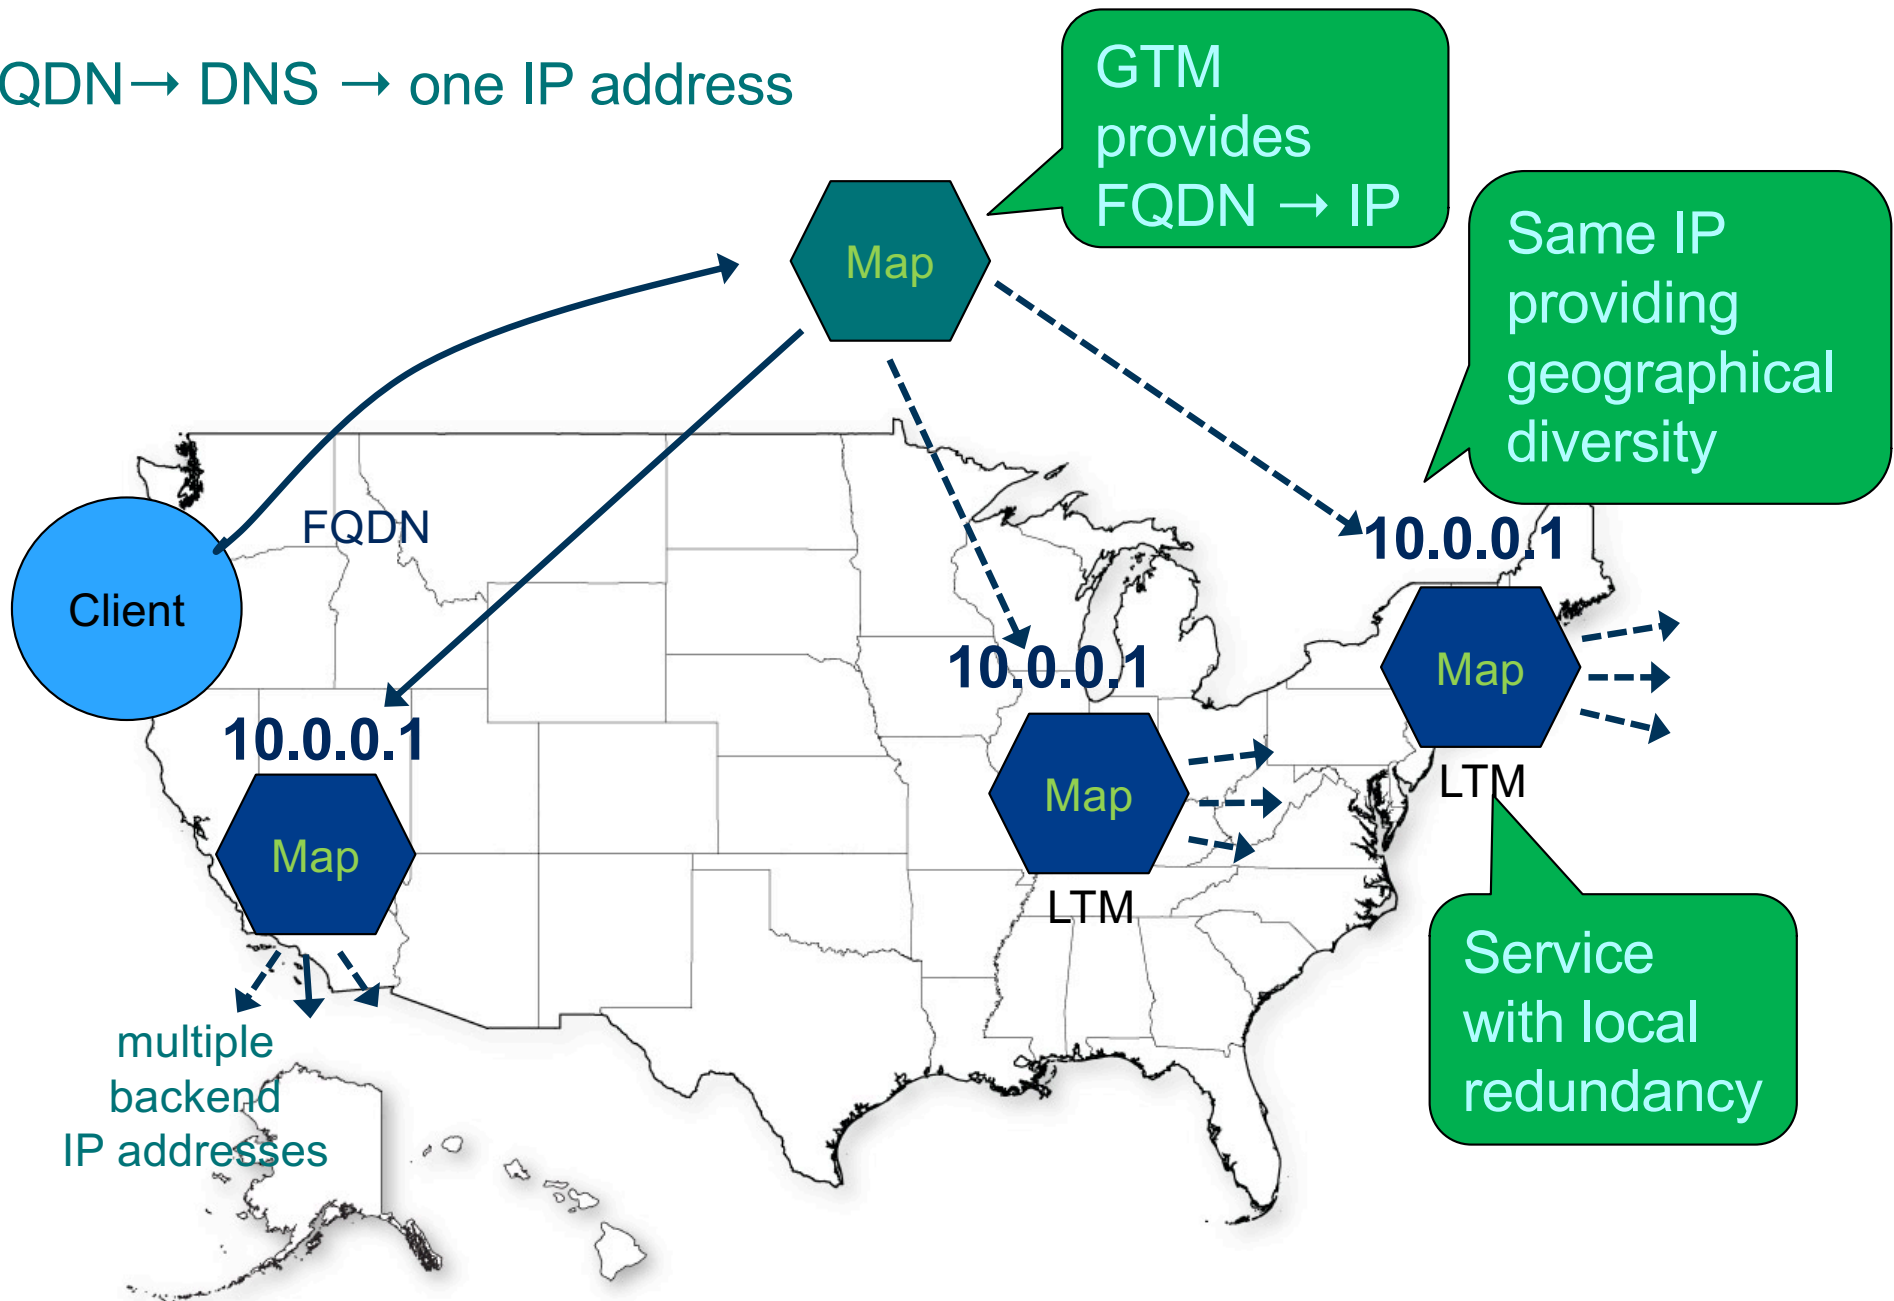 QDN→ DNS → one IP address
GTM
provides
FQDN → IP
Map
Same IP
providing
geographical
diversity
FQDN
Client
10.0.0.1
Map
LTM
10.0.0.1
Map
LTM
10.0.0.1
Map
multiple
backend
IP addresses
Service
with local
redundancy